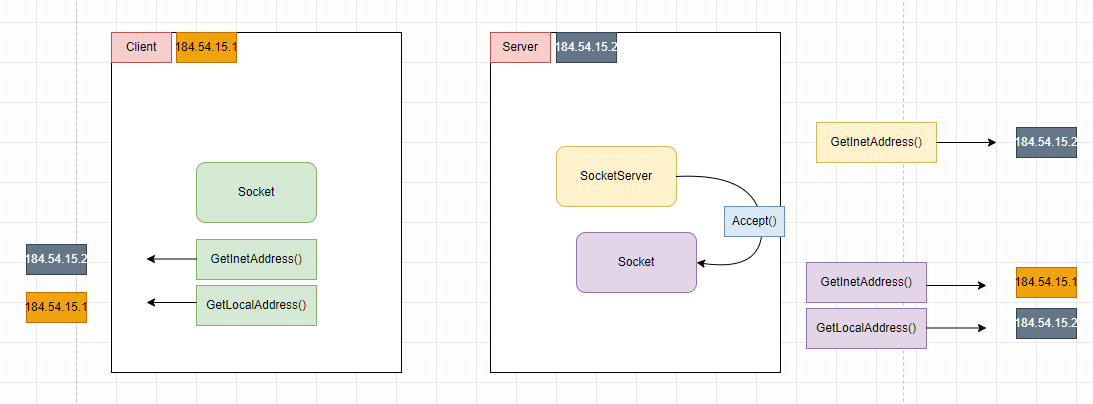 Client
184.54.15.1
Server
184.54.15.2
GetInetAddress()
184.54.15.2
SocketServer
Socket
Accept()
184.54.15.2
GetInetAddress()
Socket
GetInetAddress()
184.54.15.1
184.54.15.1
GetLocalAddress()
GetLocalAddress()
184.54.15.2